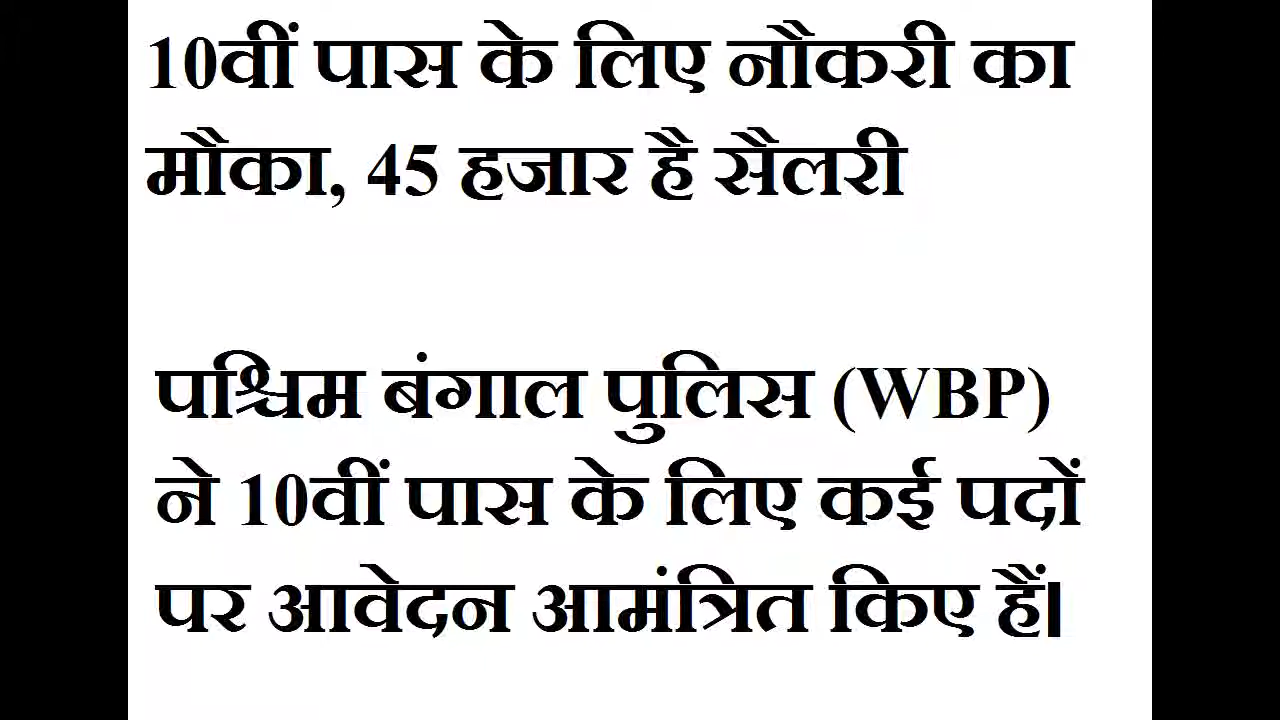 10वीं पास के लिए नौकरी का
मौका, 45 हजार है सैलरी
पश्चिम बंगाल पुलिस (WBP)
ने 10वीं पास के लिए कई पदों
पर आवेदन आमंत्रित किए हैं।